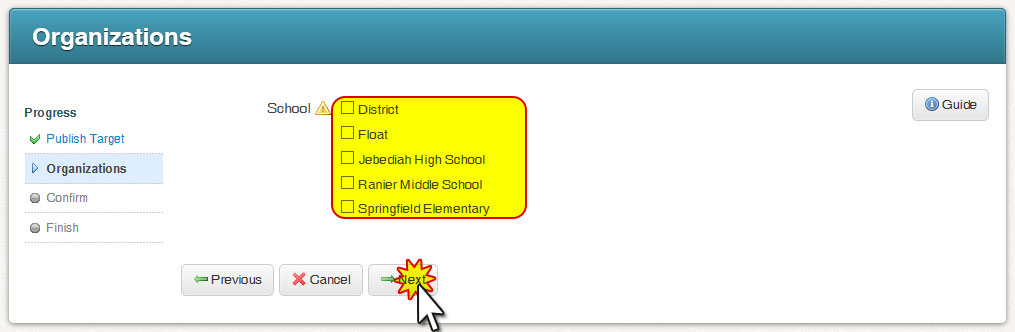 Organizations
Progress
Publish Target
Organizations
Confirm
Finish
School
District
Float
Jebediah High School
Ranier Middle School
Springfield Elementary
Guide
Previous
Cancel
Next